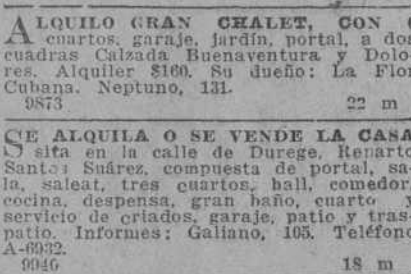 ALQUILO GRAN CHALET, CON
cuartos, garaje, jardín, portal, a dos
cuadras Calzada Buenaventura y Dolo-
res. Alquiler $160. Su dueño: La Flor
Cubana. Neptuno, 131.
9873 22 m
SE ALQUILA O SE VENDE LA CASA
sita en la calle de Durege, Reparto
Santos Suárez, compuesta de portal, sa-
la, saleat, tres cuartos, hall, comedor,
cocina, despensa, gran baño, cuarto y
servicio de criados, garaje, patio y tras-
patio. Informes: Galiano, 105. Teléfono
A-6932.
9946 18 m